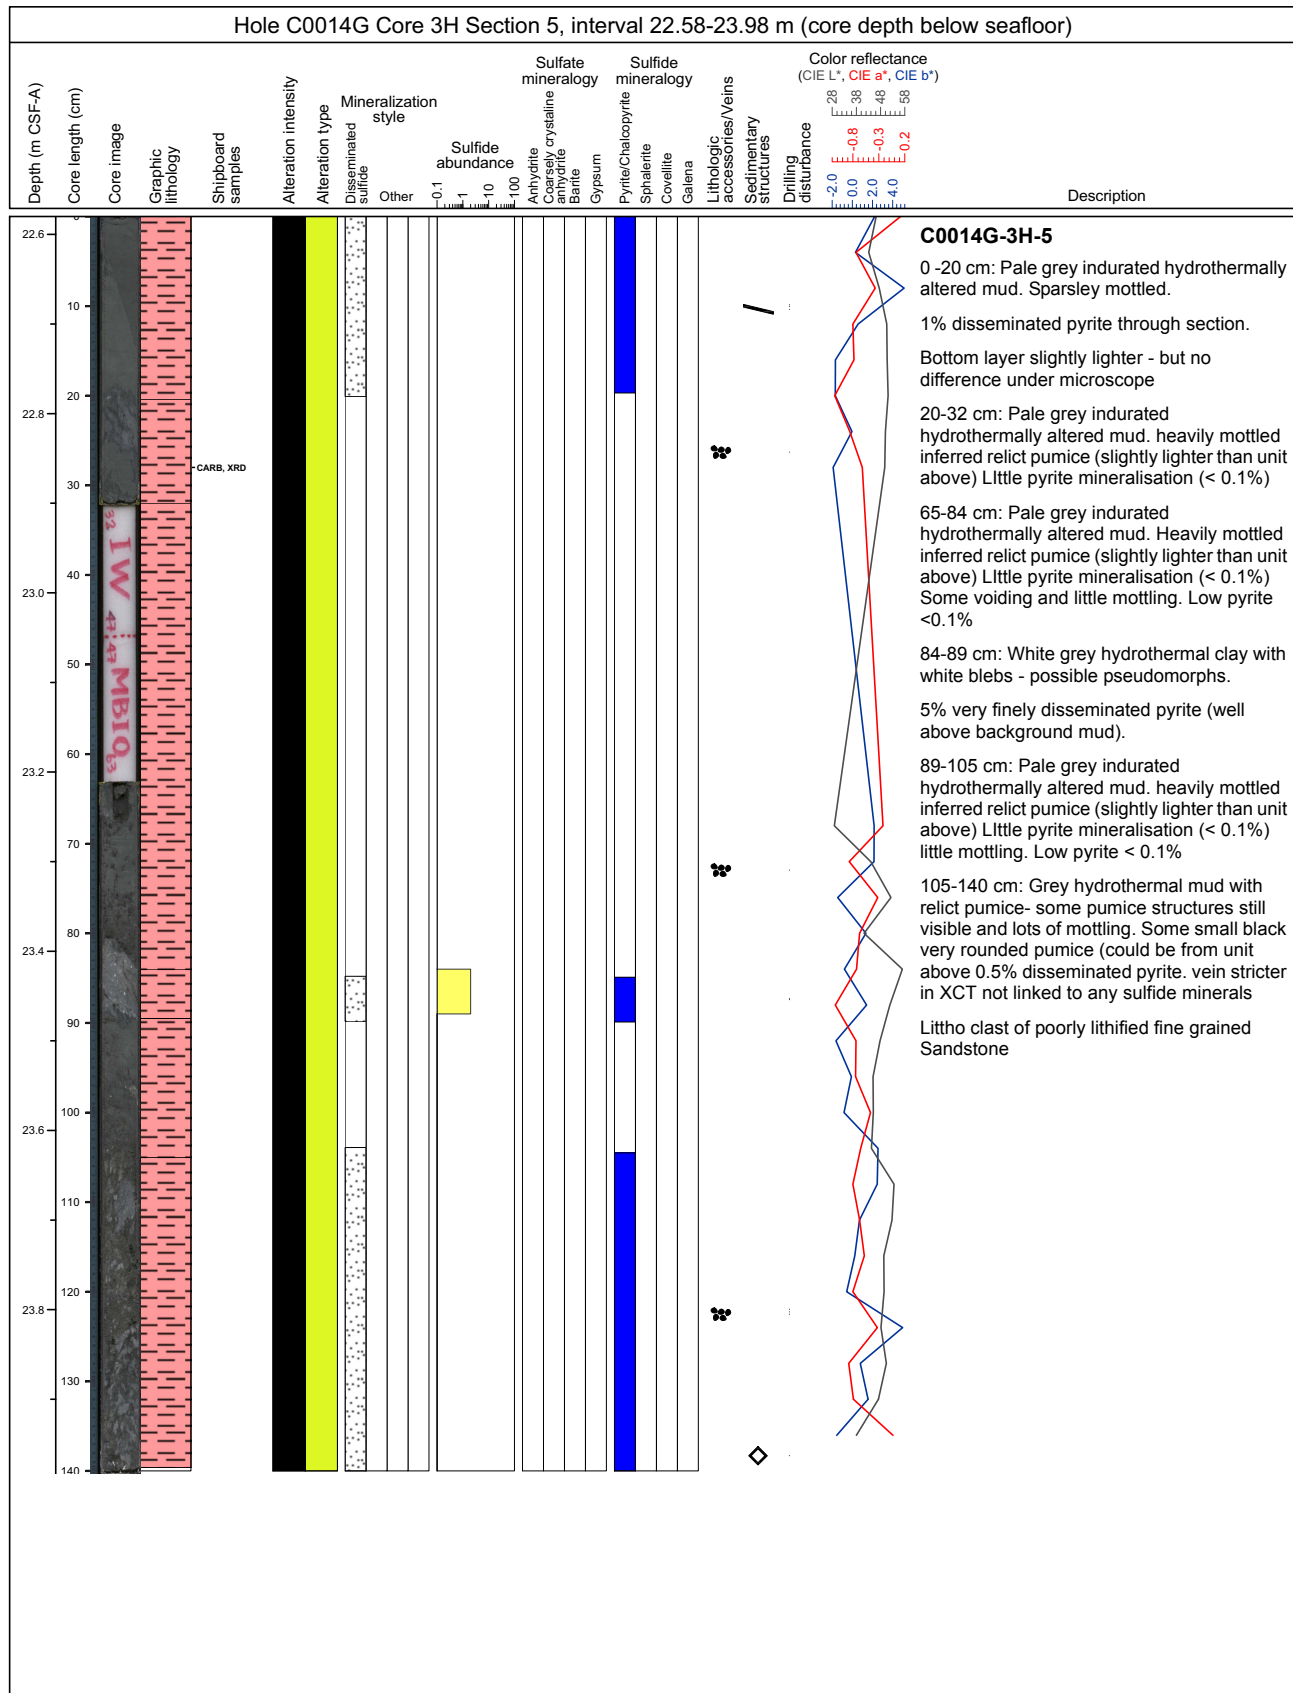 Hole C0014G Core 3H Section 5, interval 22.58-23.98 m (core depth below seafloor)
Depth (m CSF-A)
Core length (cm)
Core image
Graphic
lithology
Shipboard
samples
Alteration intensity
Alteration type
Mineralization
style
Disseminated
sulfide
Other
Sulfide
abundance
0.1
1
10
100
Sulfate
mineralogy
Anhydrite
Coarsely crystaline
anhydrite
Barite
Gypsum
Sulfide
mineralogy
Pyrite/Chalcopyrite
Sphalerite
Covellite
Galena
Lithologic
accessories/Veins
Sedimentary
structures
Drilling
disturbance
Color reflectance
(CIE L*, CIE a*, CIE b*)
28 38 48 58
-0.8 -0.3 0.2
-2.0 0.0 2.0 4.0
Description
22.6
22.8
23.0
23.2
23.4
23.6
23.8
0
10
20
30
40
50
60
70
80
90
100
110
120
130
140
32 IW 47 47 MBIO 63
CARB, XRD
C0014G-3H-5
0 -20 cm: Pale grey indurated hydrothermally
altered mud. Sparsley mottled.
1% disseminated pyrite through section.
Bottom layer slightly lighter - but no
difference under microscope
20-32 cm: Pale grey indurated
hydrothermally altered mud. heavily mottled
inferred relict pumice (slightly lighter than unit
above) LIttle pyrite mineralisation (< 0.1%)
65-84 cm: Pale grey indurated
hydrothermally altered mud. Heavily mottled
inferred relict pumice (slightly lighter than unit
above) LIttle pyrite mineralisation (< 0.1%)
Some voiding and little mottling. Low pyrite
<0.1%
84-89 cm: White grey hydrothermal clay with
white blebs - possible pseudomorphs.
5% very finely disseminated pyrite (well
above background mud).
89-105 cm: Pale grey indurated
hydrothermally altered mud. heavily mottled
inferred relict pumice (slightly lighter than unit
above) LIttle pyrite mineralisation (< 0.1%)
little mottling. Low pyrite < 0.1%
105-140 cm: Grey hydrothermal mud with
relict pumice- some pumice structures still
visible and lots of mottling. Some small black
very rounded pumice (could be from unit
above 0.5% disseminated pyrite. vein stricter
in XCT not linked to any sulfide minerals
Littho clast of poorly lithified fine grained
Sandstone